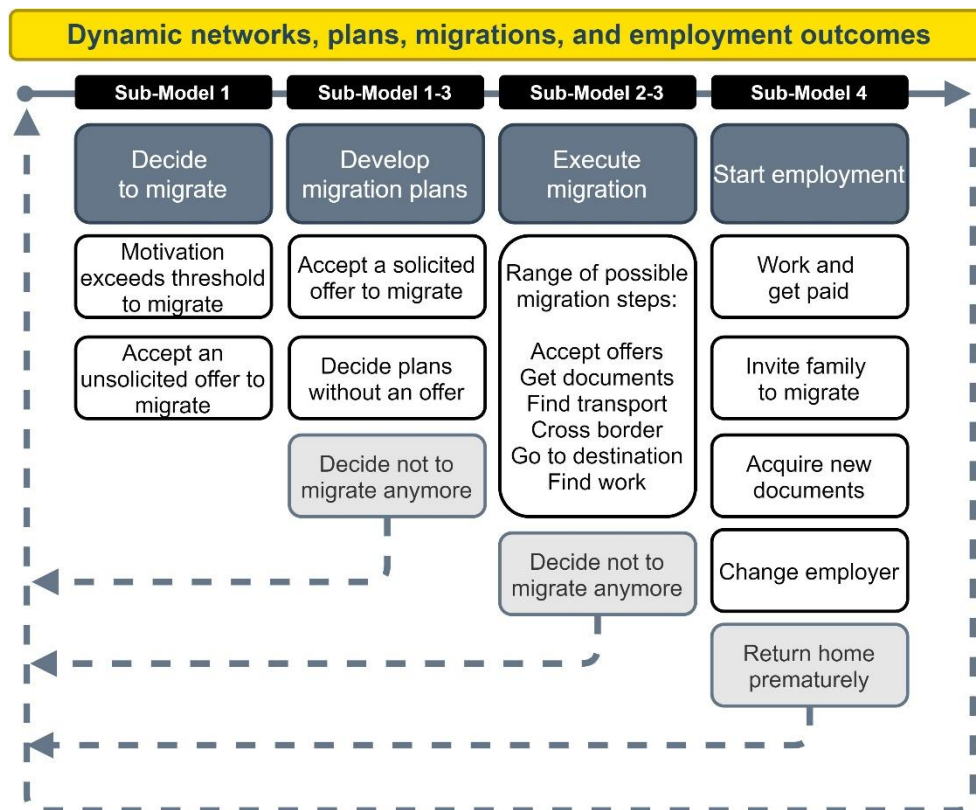 Dynamic networks, plans, migrations, and employment outcomes
Sub-Model 1
Sub-Model 1-3
Sub-Model 2-3
Sub-Model 4
Decide
to migrate
Develop
migration plans
Execute
migration
Start employment
Motivation
exceeds threshold
to migrate
Accept an
unsolicited offer to
migrate
Accept a solicited
offer to migrate
Decide plans
without an offer
Decide not to
migrate anymore
Range of possible
migration steps:
Accept offers
Get documents
Find transport
Cross border
Go to destination
Find work
Decide not to
migrate anymore
Work and
get paid
Invite family
to migrate
Acquire new
documents
Change employer
Return home
prematurely